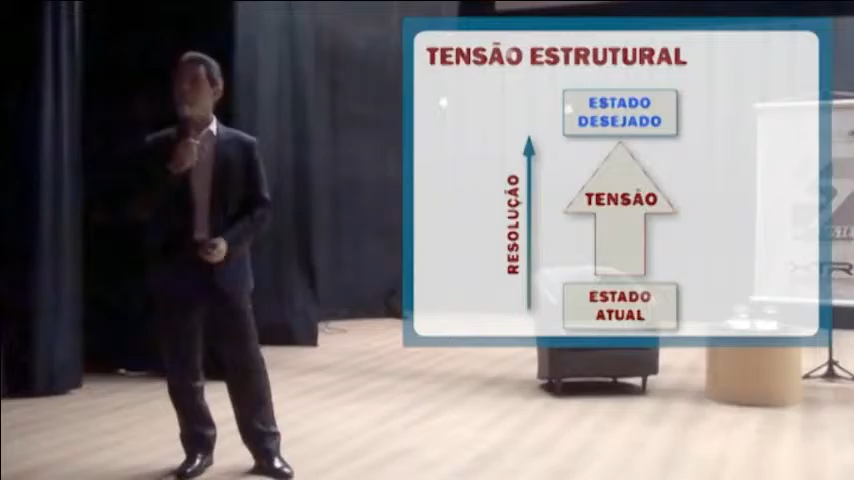 TENSÃO ESTRUTURAL
ESTADO
DESEJADO
TENSÃO
RESOLUÇÃO
ESTADO
ATUAL